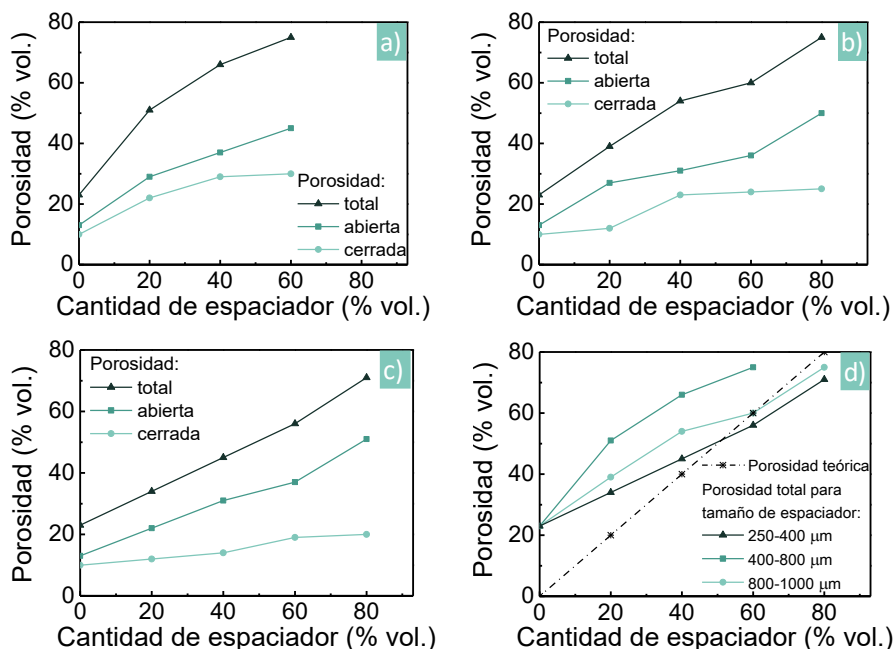 80
60
40
20
0
Porosidad (% vol.)
a)
Porosidad:
total
abierta
cerrada
0 20 40 60 80
Cantidad de espaciador (% vol.)
80
60
40
20
0
Porosidad (% vol.)
b)
Porosidad:
total
abierta
cerrada
0 20 40 60 80
Cantidad de espaciador (% vol.)
80
60
40
20
0
Porosidad (% vol.)
c)
Porosidad:
total
abierta
cerrada
0 20 40 60 80
Cantidad de espaciador (% vol.)
80
60
40
20
0
Porosidad (% vol.)
d)
Porosidad teórica
Porosidad total para
tamaño de espaciador:
250-400 μm
400-800 μm
800-1000 μm
0 20 40 60 80
Cantidad de espaciador (% vol.)